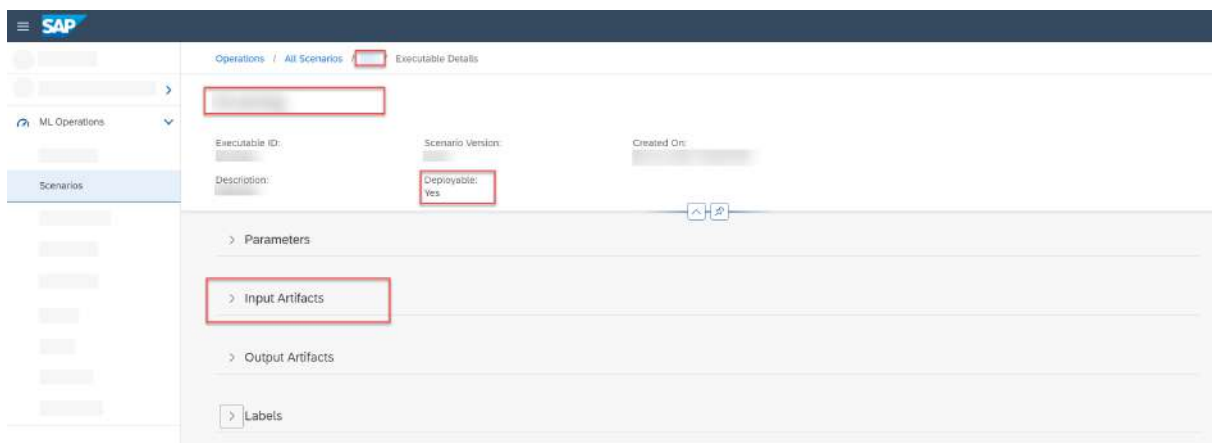 SAP
Operations / All Scenarios / / Executable Details
ML Operations
Executable ID:
Scenario Version:
Created On:
Scenarios
Description:
Deployable:
Yes
Parameters
Input Artifacts
Output Artifacts
Labels